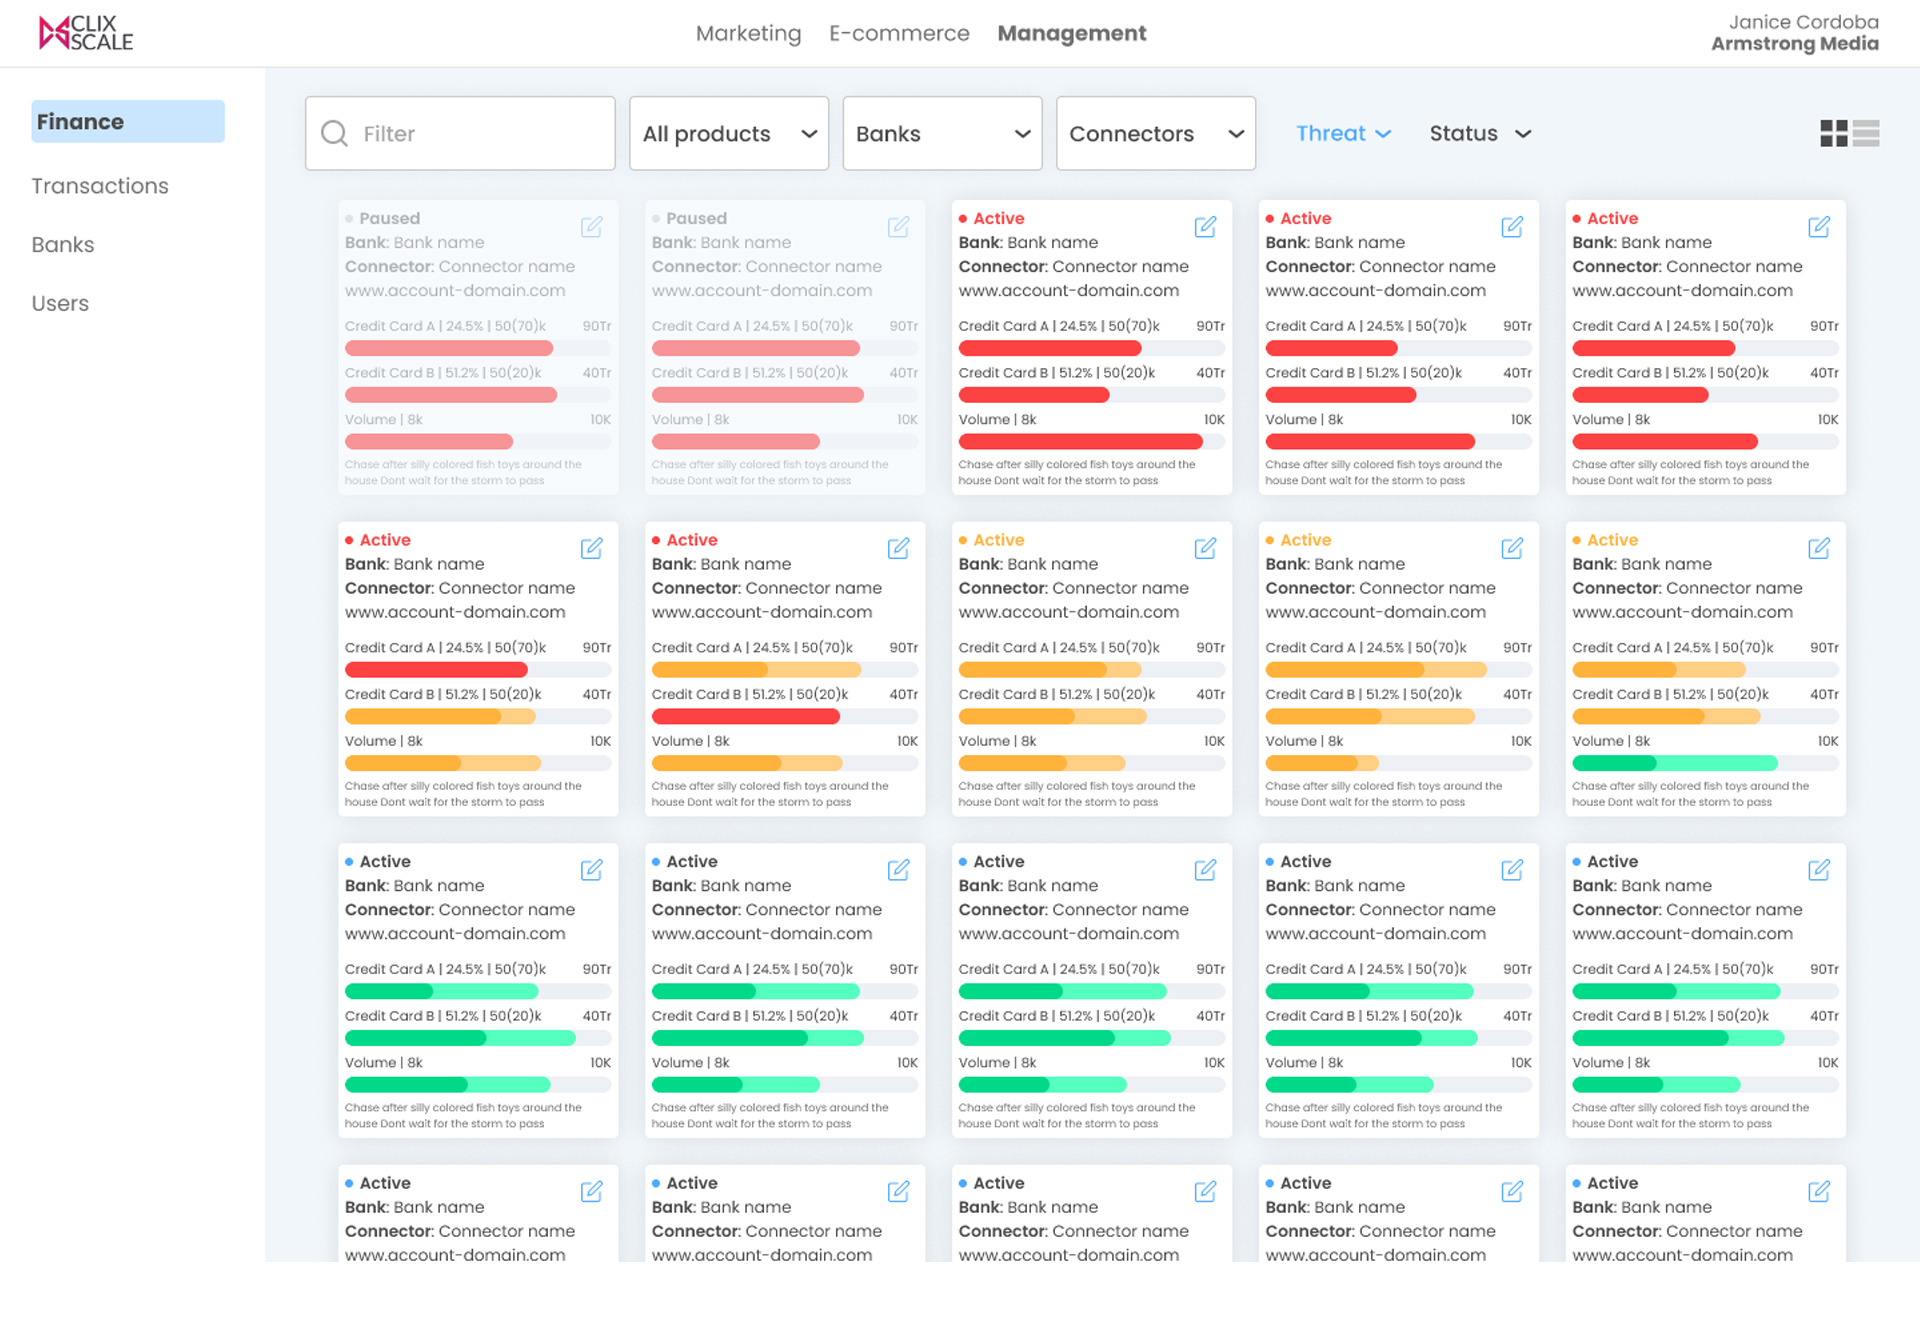 CLIX
SCALE
Marketing E-commerce Management
Janice Cordoba
Armstrong Media
Finance
Transactions
Banks
Users
Filter All products Banks Connectors Threat Status
Paused
Bank: Bank name
Connector: Connector name
www.account-domain.com
Credit Card A | 24.5% | 50(70)k 90Tr
Credit Card B | 51.2% | 50(20)k 40Tr
Volume | 8k 10K
Chase after silly colored fish toys around the
house Dont wait for the storm to pass
Paused
Bank: Bank name
Connector: Connector name
www.account-domain.com
Credit Card A | 24.5% | 50(70)k 90Tr
Credit Card B | 51.2% | 50(20)k 40Tr
Volume | 8k 10K
Chase after silly colored fish toys around the
house Dont wait for the storm to pass
Active
Bank: Bank name
Connector: Connector name
www.account-domain.com
Credit Card A | 24.5% | 50(70)k 90Tr
Credit Card B | 51.2% | 50(20)k 40Tr
Volume | 8k 10K
Chase after silly colored fish toys around the
house Dont wait for the storm to pass
Active
Bank: Bank name
Connector: Connector name
www.account-domain.com
Credit Card A | 24.5% | 50(70)k 90Tr
Credit Card B | 51.2% | 50(20)k 40Tr
Volume | 8k 10K
Chase after silly colored fish toys around the
house Dont wait for the storm to pass
Active
Bank: Bank name
Connector: Connector name
www.account-domain.com
Credit Card A | 24.5% | 50(70)k 90Tr
Credit Card B | 51.2% | 50(20)k 40Tr
Volume | 8k 10K
Chase after silly colored fish toys around the
house Dont wait for the storm to pass
Active
Bank: Bank name
Connector: Connector name
www.account-domain.com
Credit Card A | 24.5% | 50(70)k 90Tr
Credit Card B | 51.2% | 50(20)k 40Tr
Volume | 8k 10K
Chase after silly colored fish toys around the
house Dont wait for the storm to pass
Active
Bank: Bank name
Connector: Connector name
www.account-domain.com
Credit Card A | 24.5% | 50(70)k 90Tr
Credit Card B | 51.2% | 50(20)k 40Tr
Volume | 8k 10K
Chase after silly colored fish toys around the
house Dont wait for the storm to pass
Active
Bank: Bank name
Connector: Connector name
www.account-domain.com
Credit Card A | 24.5% | 50(70)k 90Tr
Credit Card B | 51.2% | 50(20)k 40Tr
Volume | 8k 10K
Chase after silly colored fish toys around the
house Dont wait for the storm to pass
Active
Bank: Bank name
Connector: Connector name
www.account-domain.com
Credit Card A | 24.5% | 50(70)k 90Tr
Credit Card B | 51.2% | 50(20)k 40Tr
Volume | 8k 10K
Chase after silly colored fish toys around the
house Dont wait for the storm to pass
Active
Bank: Bank name
Connector: Connector name
www.account-domain.com
Credit Card A | 24.5% | 50(70)k 90Tr
Credit Card B | 51.2% | 50(20)k 40Tr
Volume | 8k 10K
Chase after silly colored fish toys around the
house Dont wait for the storm to pass
Active
Bank: Bank name
Connector: Connector name
www.account-domain.com
Credit Card A | 24.5% | 50(70)k 90Tr
Credit Card B | 51.2% | 50(20)k 40Tr
Volume | 8k 10K
Chase after silly colored fish toys around the
house Dont wait for the storm to pass
Active
Bank: Bank name
Connector: Connector name
www.account-domain.com
Credit Card A | 24.5% | 50(70)k 90Tr
Credit Card B | 51.2% | 50(20)k 40Tr
Volume | 8k 10K
Chase after silly colored fish toys around the
house Dont wait for the storm to pass
Active
Bank: Bank name
Connector: Connector name
www.account-domain.com
Credit Card A | 24.5% | 50(70)k 90Tr
Credit Card B | 51.2% | 50(20)k 40Tr
Volume | 8k 10K
Chase after silly colored fish toys around the
house Dont wait for the storm to pass
Active
Bank: Bank name
Connector: Connector name
www.account-domain.com
Credit Card A | 24.5% | 50(70)k 90Tr
Credit Card B | 51.2% | 50(20)k 40Tr
Volume | 8k 10K
Chase after silly colored fish toys around the
house Dont wait for the storm to pass
Active
Bank: Bank name
Connector: Connector name
www.account-domain.com
Credit Card A | 24.5% | 50(70)k 90Tr
Credit Card B | 51.2% | 50(20)k 40Tr
Volume | 8k 10K
Chase after silly colored fish toys around the
house Dont wait for the storm to pass
Active
Bank: Bank name
Connector: Connector name
www.account-domain.com
Active
Bank: Bank name
Connector: Connector name
www.account-domain.com
Active
Bank: Bank name
Connector: Connector name
www.account-domain.com
Active
Bank: Bank name
Connector: Connector name
www.account-domain.com
Active
Bank: Bank name
Connector: Connector name
www.account-domain.com